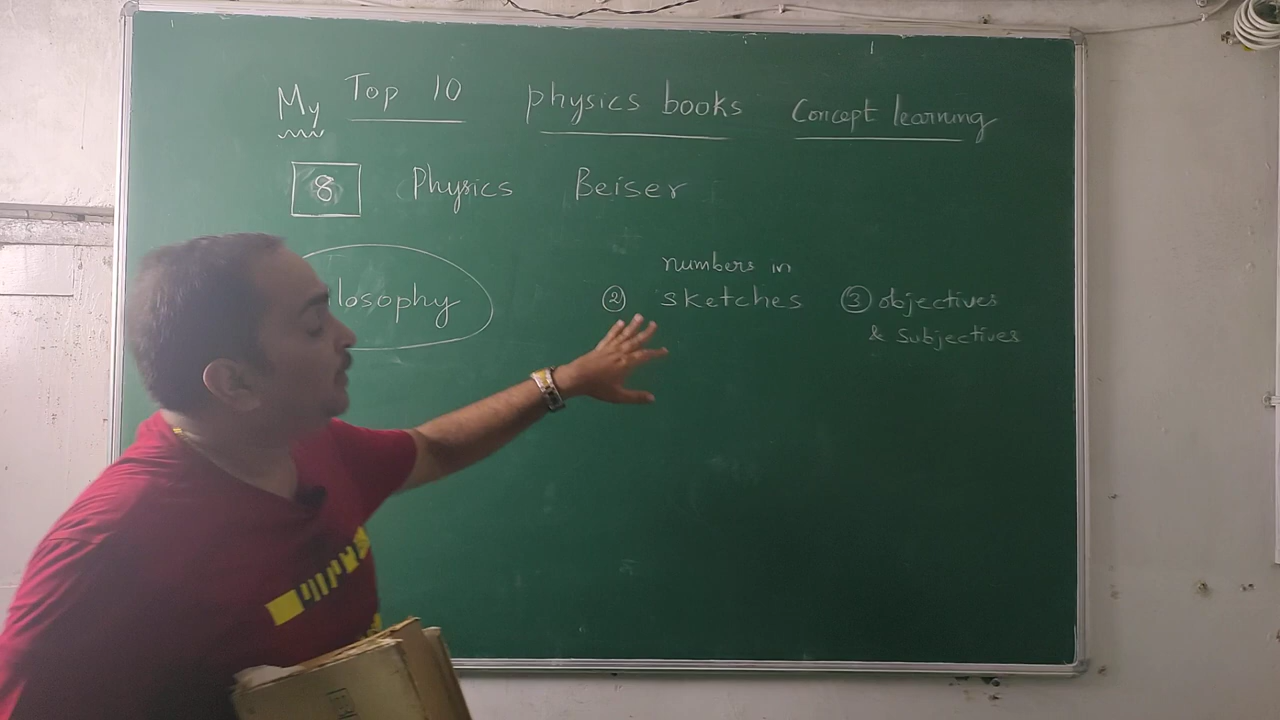 My Top 10 physics books Concept learning
8 Physics Beiser
losophy
numbers in
② sketches ③ objectives
& Subjectives